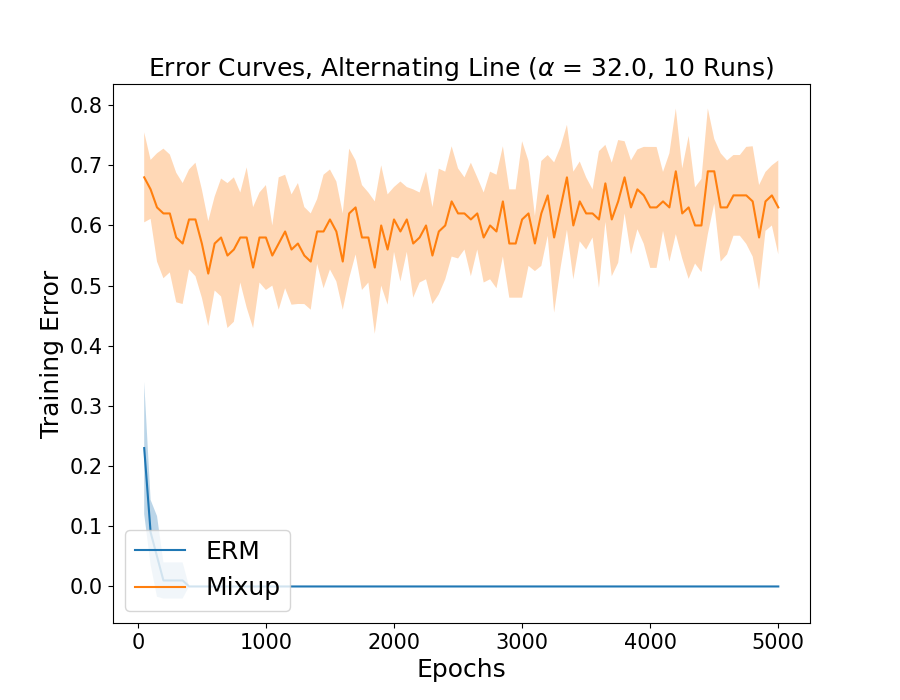 Error Curves, Alternating Line (α = 32.0, 10 Runs)
Training Error
0.8
0.7
0.6
0.5
0.4
0.3
0.2
0.1
0.0
ERM
Mixup
0 1000 2000 3000 4000 5000
Epochs